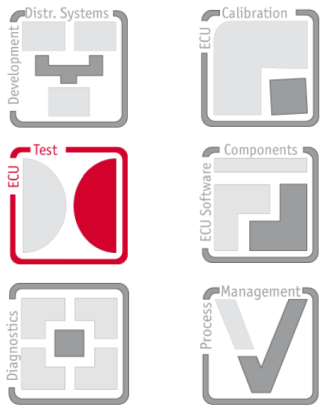 Distr. Systems
Development
Calibration
ECU
Test
ECU
Components
ECU Software
Diagnostics
Management
Process